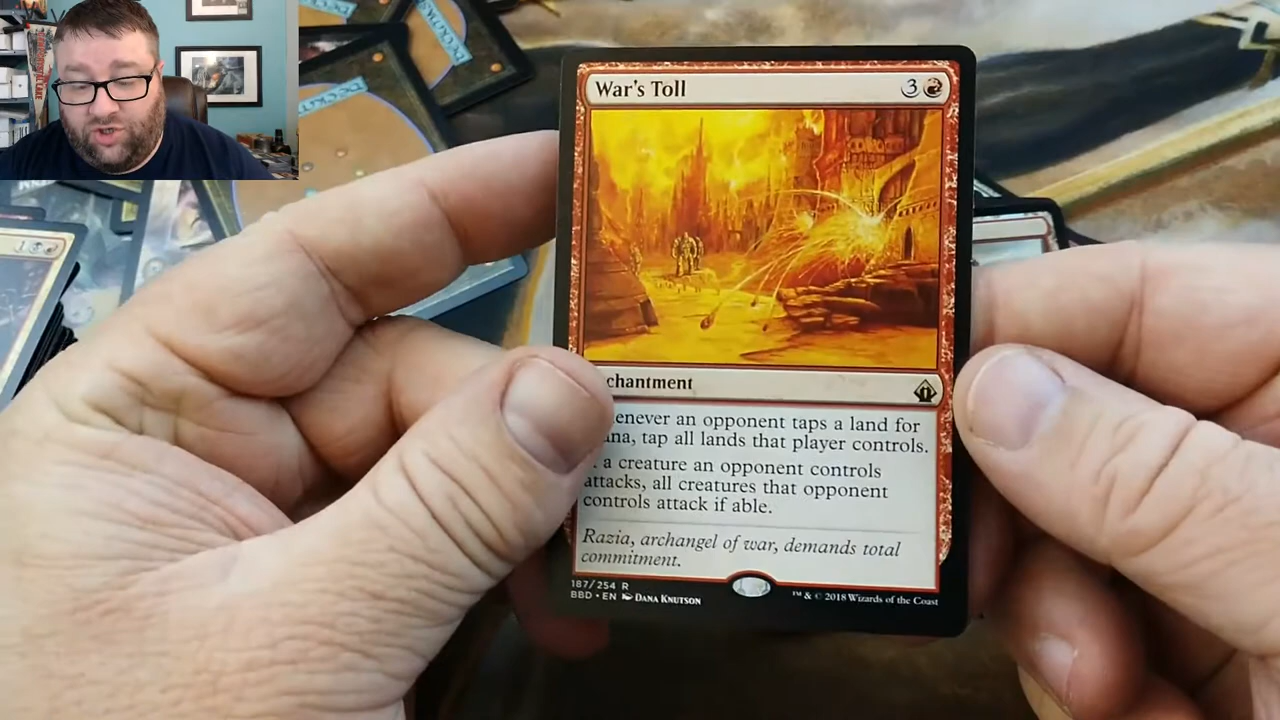 War's Toll
3
chantment
enever an opponent taps a land for
na, tap all lands that player controls.
a creature an opponent controls
attacks, all creatures that opponent
controls attack if able.
Razia, archangel of war, demands total
commitment.
187/254 R
BBD • EN DANA KNUTSON
™ & © 2018 Wizards of the Coast
1